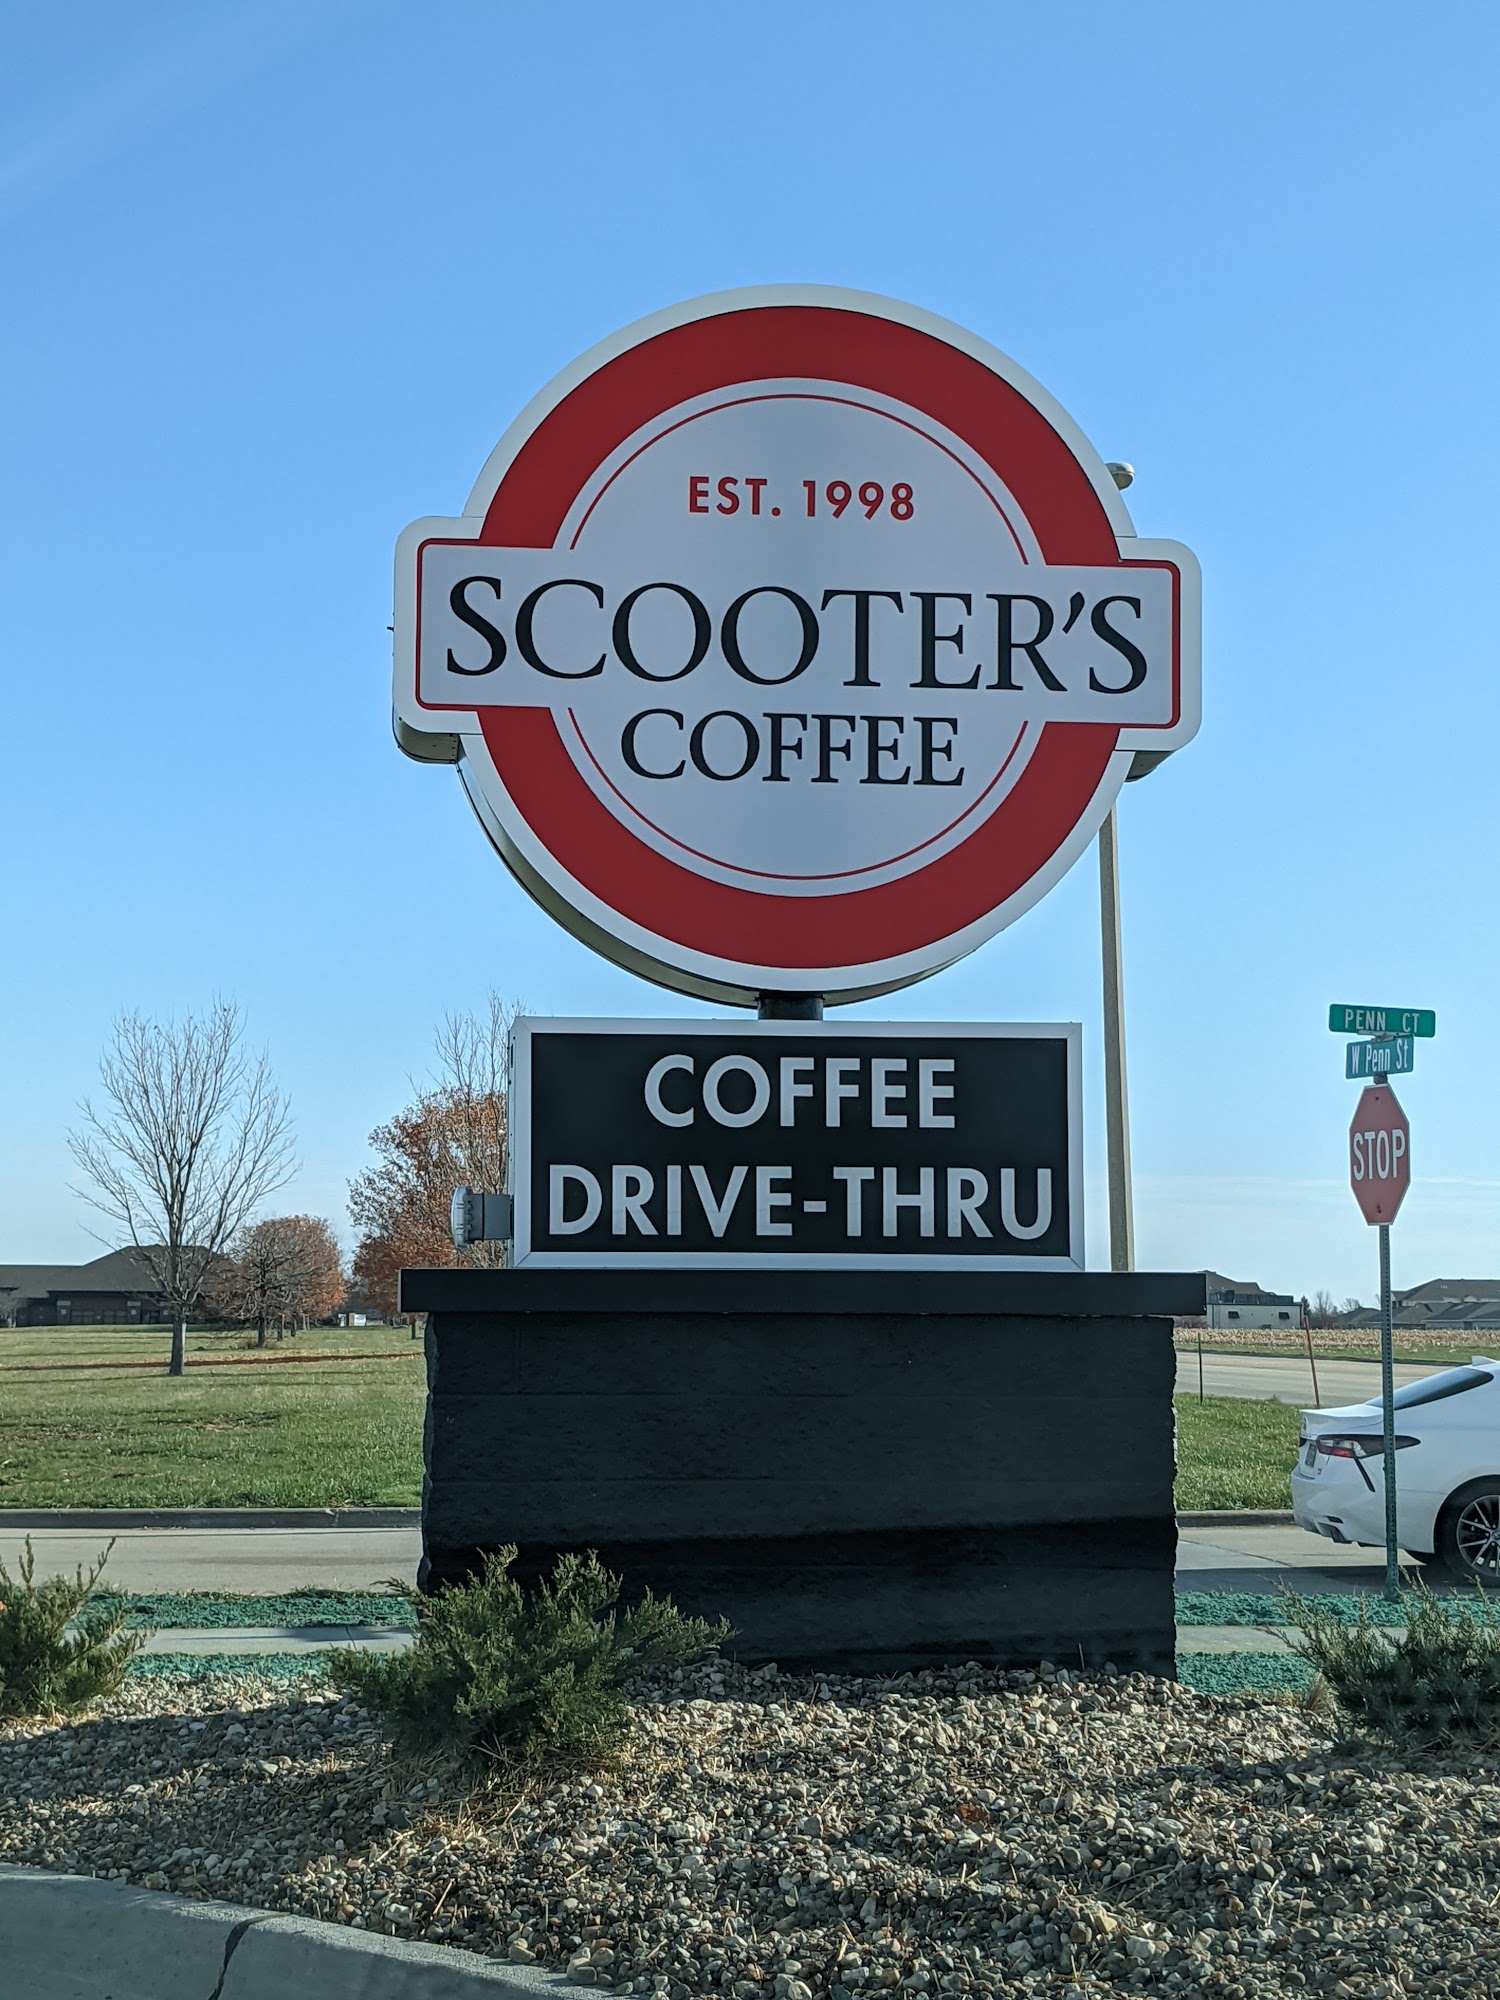 EST. 1998
SCOOTER'S
COFFEE
COFFEE
DRIVE-THRU
PENN CT
W Penn St
STOP